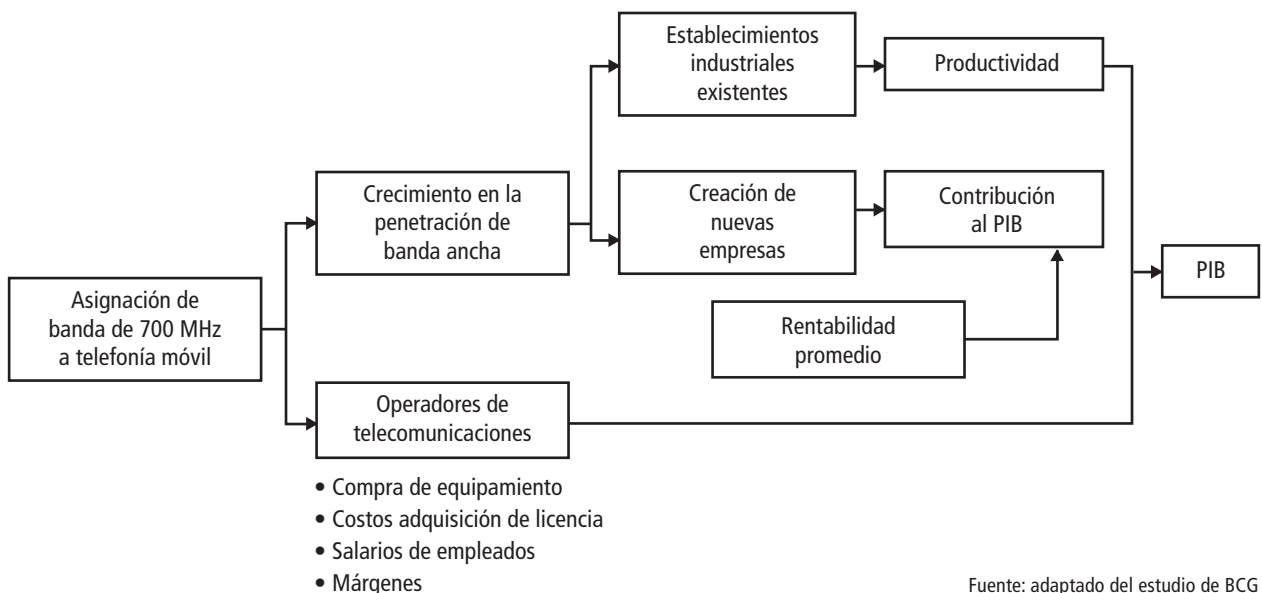 Establecimientos
industriales
existentes
Productividad
Crecimiento en la
penetración de
banda ancha
Creación de
nuevas
empresas
Contribución
al PIB
PIB
Asignación de
banda de 700 MHz
a telefonía móvil
Rentabilidad
promedio
Operadores de
telecomunicaciones
• Compra de equipamiento
• Costos adquisición de licencia
• Salarios de empleados
• Márgenes
Fuente: adaptado del estudio de BCG